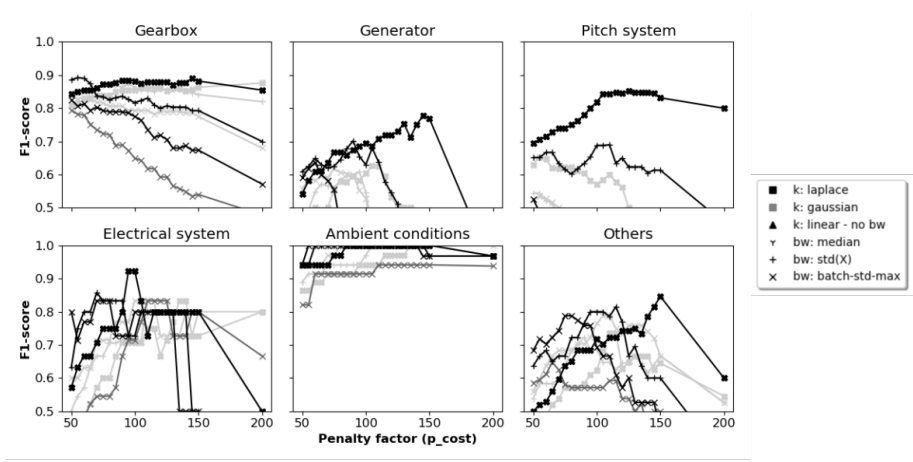 Gearbox
Generator
Pitch system
1.0
0.9
0.8
0.7
0.6
0.5
F1-score
k: laplace
k: gaussian
k: linear - no bw
bw: median
bw: std(X)
bw: batch-std-max
Electrical system
Ambient conditions
Others
1.0
0.9
0.8
0.7
0.6
0.5
F1-score
50 100 150 200
50 100 150 200
50 100 150 200
Penalty factor (p_cost)